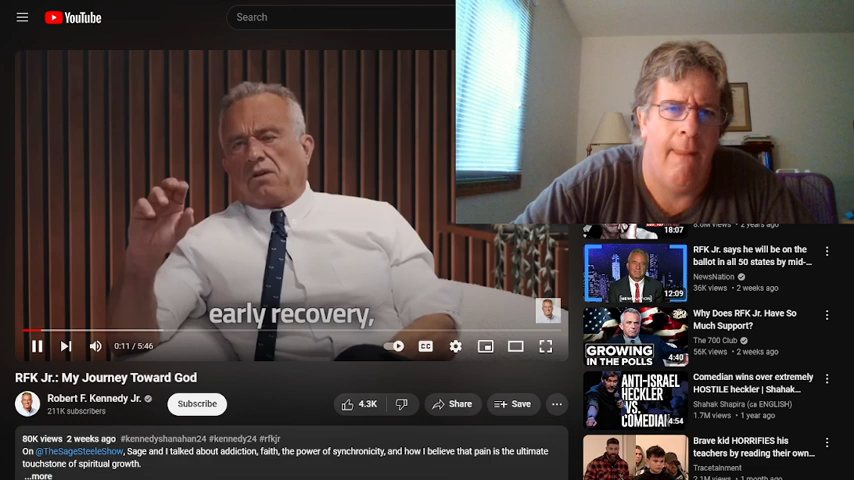 YouTube
Search
early recovery,
0:11 / 5:46
CC
RFK Jr.: My Journey Toward God
Robert F. Kennedy Jr.
211K subscribers
Subscribe
4.3K
Share
Save
80K views 2 weeks ago #kennedyshanahan24 #kennedy24 #rfkjr
On @TheSageSteeleShow, Sage and I talked about addiction, faith, the power of synchronicity, and how I believe that pain is the ultimate
touchstone of spiritual growth.
...more
18:07
views • 2 years ago
12:09
RFK Jr. says he will be on the
ballot in all 50 states by mid-...
NewsNation
36K views • 2 weeks ago
GROWING
IN THE POLLS
4:40
Why Does RFK Jr. Have So
Much Support?
The 700 Club
56K views • 2 weeks ago
ANTI-ISRAEL
HECKLER
VS.
COMEDIAN
4:54
Comedian wins over extremely
HOSTILE heckler | Shahak...
Shahak Shapira (ENGLISH)
1.7M views • 1 year ago
Brave kid HORRIFIES his
teachers by reading their own...
Tracetainment
2.1M views • 1 month ago